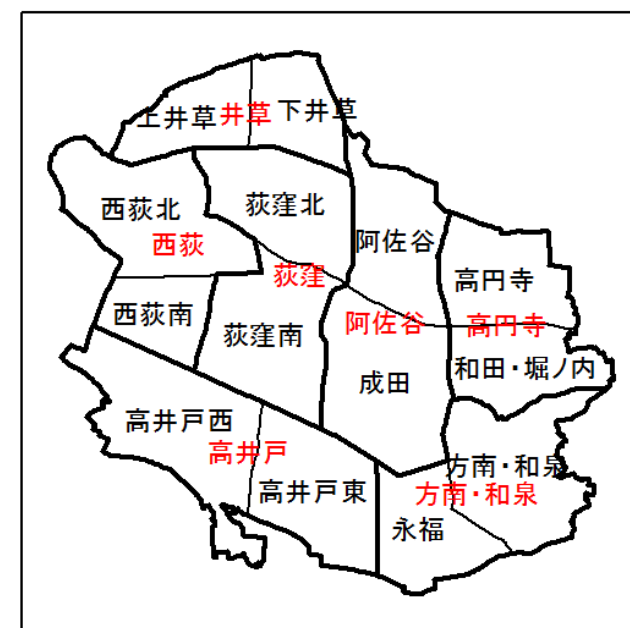 上井草
井草
下井草
西荻北
荻窪北
西荻
阿佐谷
荻窪
高円寺
西荻南
荻窪南
阿佐谷
高円寺
成田
和田・堀ノ内
高井戸西
高井戸
高井戸東
方南・和泉
方南・和泉
永福